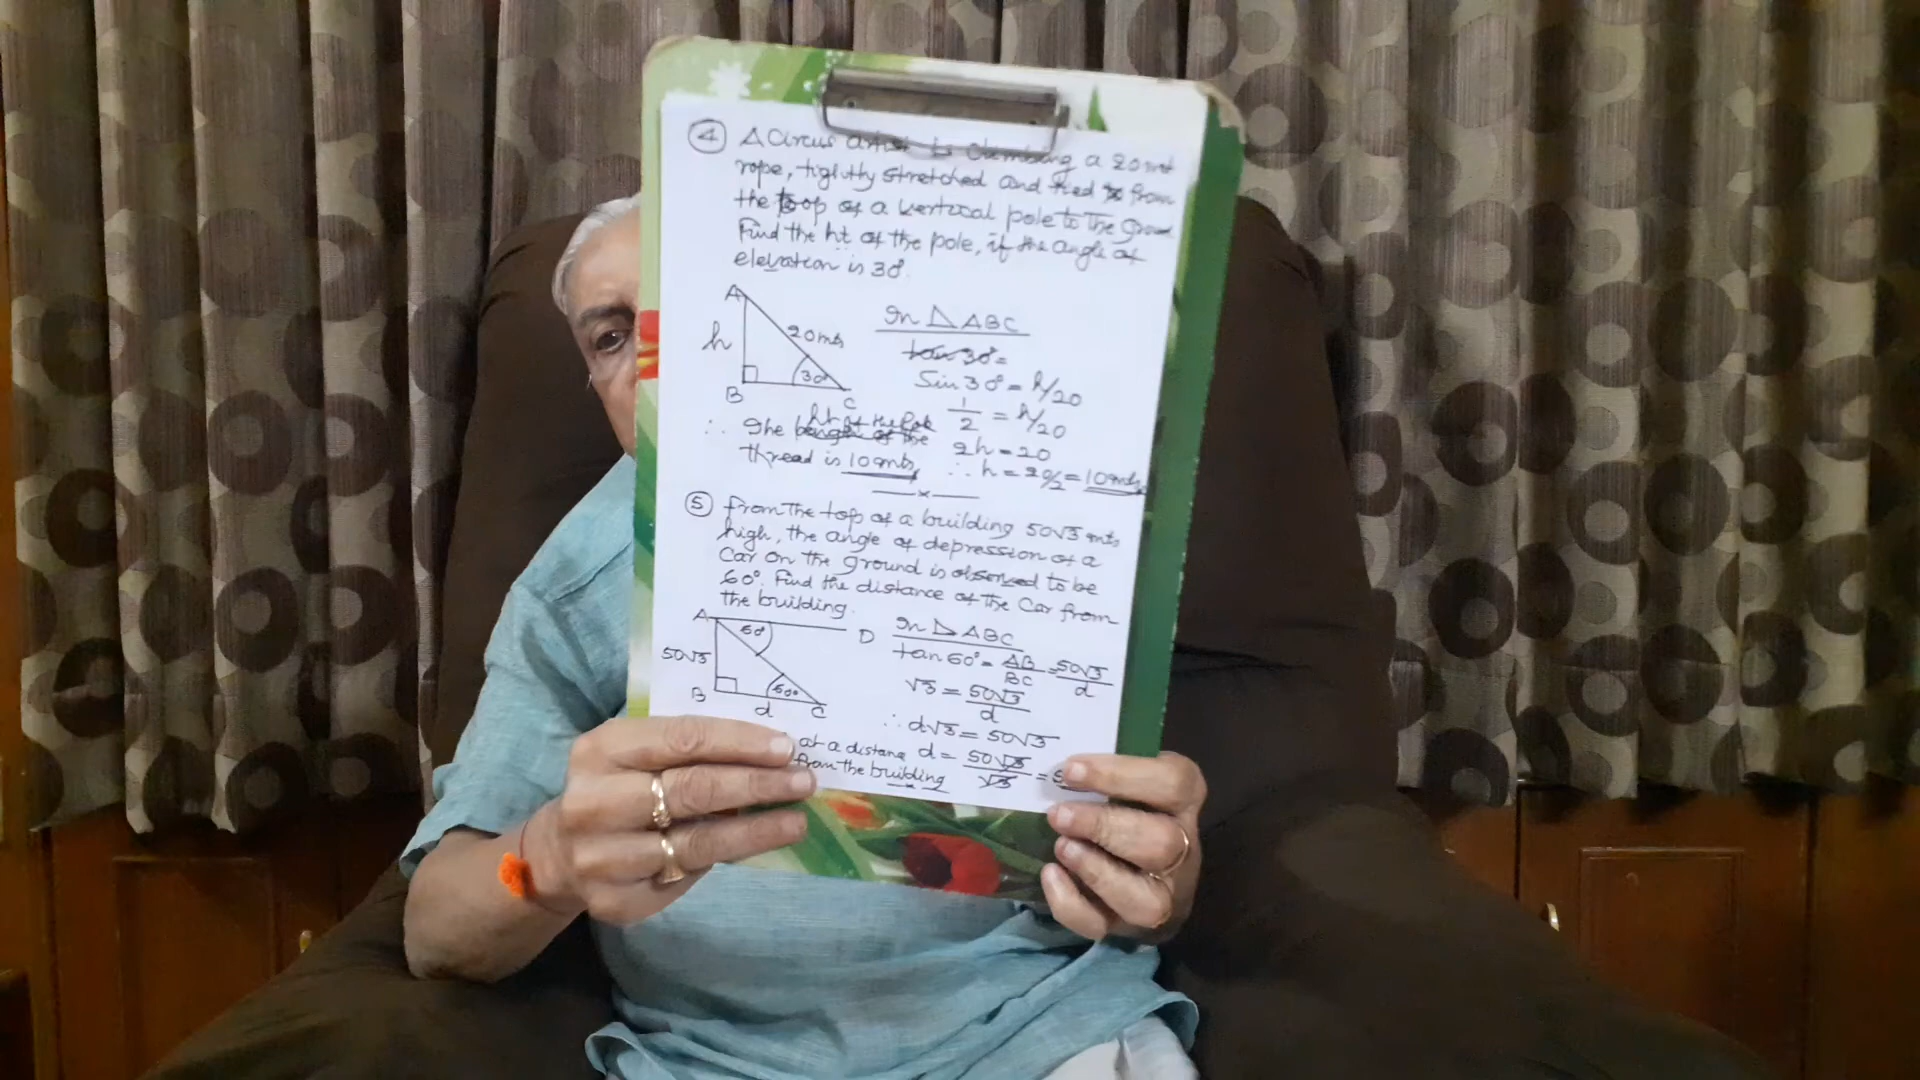 4 A Circus artist is climbing a 20 mt
rope, tightly stretched and tied from
the top of a vertical pole to the ground
Find the ht of the pole, if the angle of
elevation is 30°.
A
h
20mts
30°
B
C
In △ABC
tan 30° =
Sin 30° = h/20
1/2 = h/20
2h = 20
∴ h = 20/2 = 10mts
∴ The ht of the Pole
length of the
thread is 10mts
—x—
5 From the top of a building 50√3 mts
high, the angle of depression of a
Car on the ground is observed to be
60°. Find the distance of the Car from
the building.
A
60°
D
50√3
B
60°
d
C
In △ABC
tan 60° = AB/BC = 50√3/d
√3 = 50√3/d
∴ d√3 = 50√3
d = 50√3/√3 =
at a distance
from the building